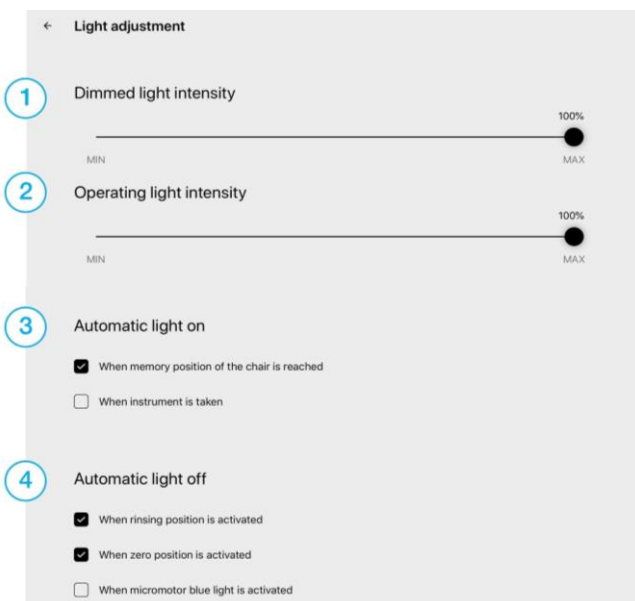 ← Light adjustment
1 Dimmed light intensity
100%
MIN MAX
2 Operating light intensity
100%
MIN MAX
3 Automatic light on
When memory position of the chair is reached
When instrument is taken
4 Automatic light off
When rinsing position is activated
When zero position is activated
When micromotor blue light is activated